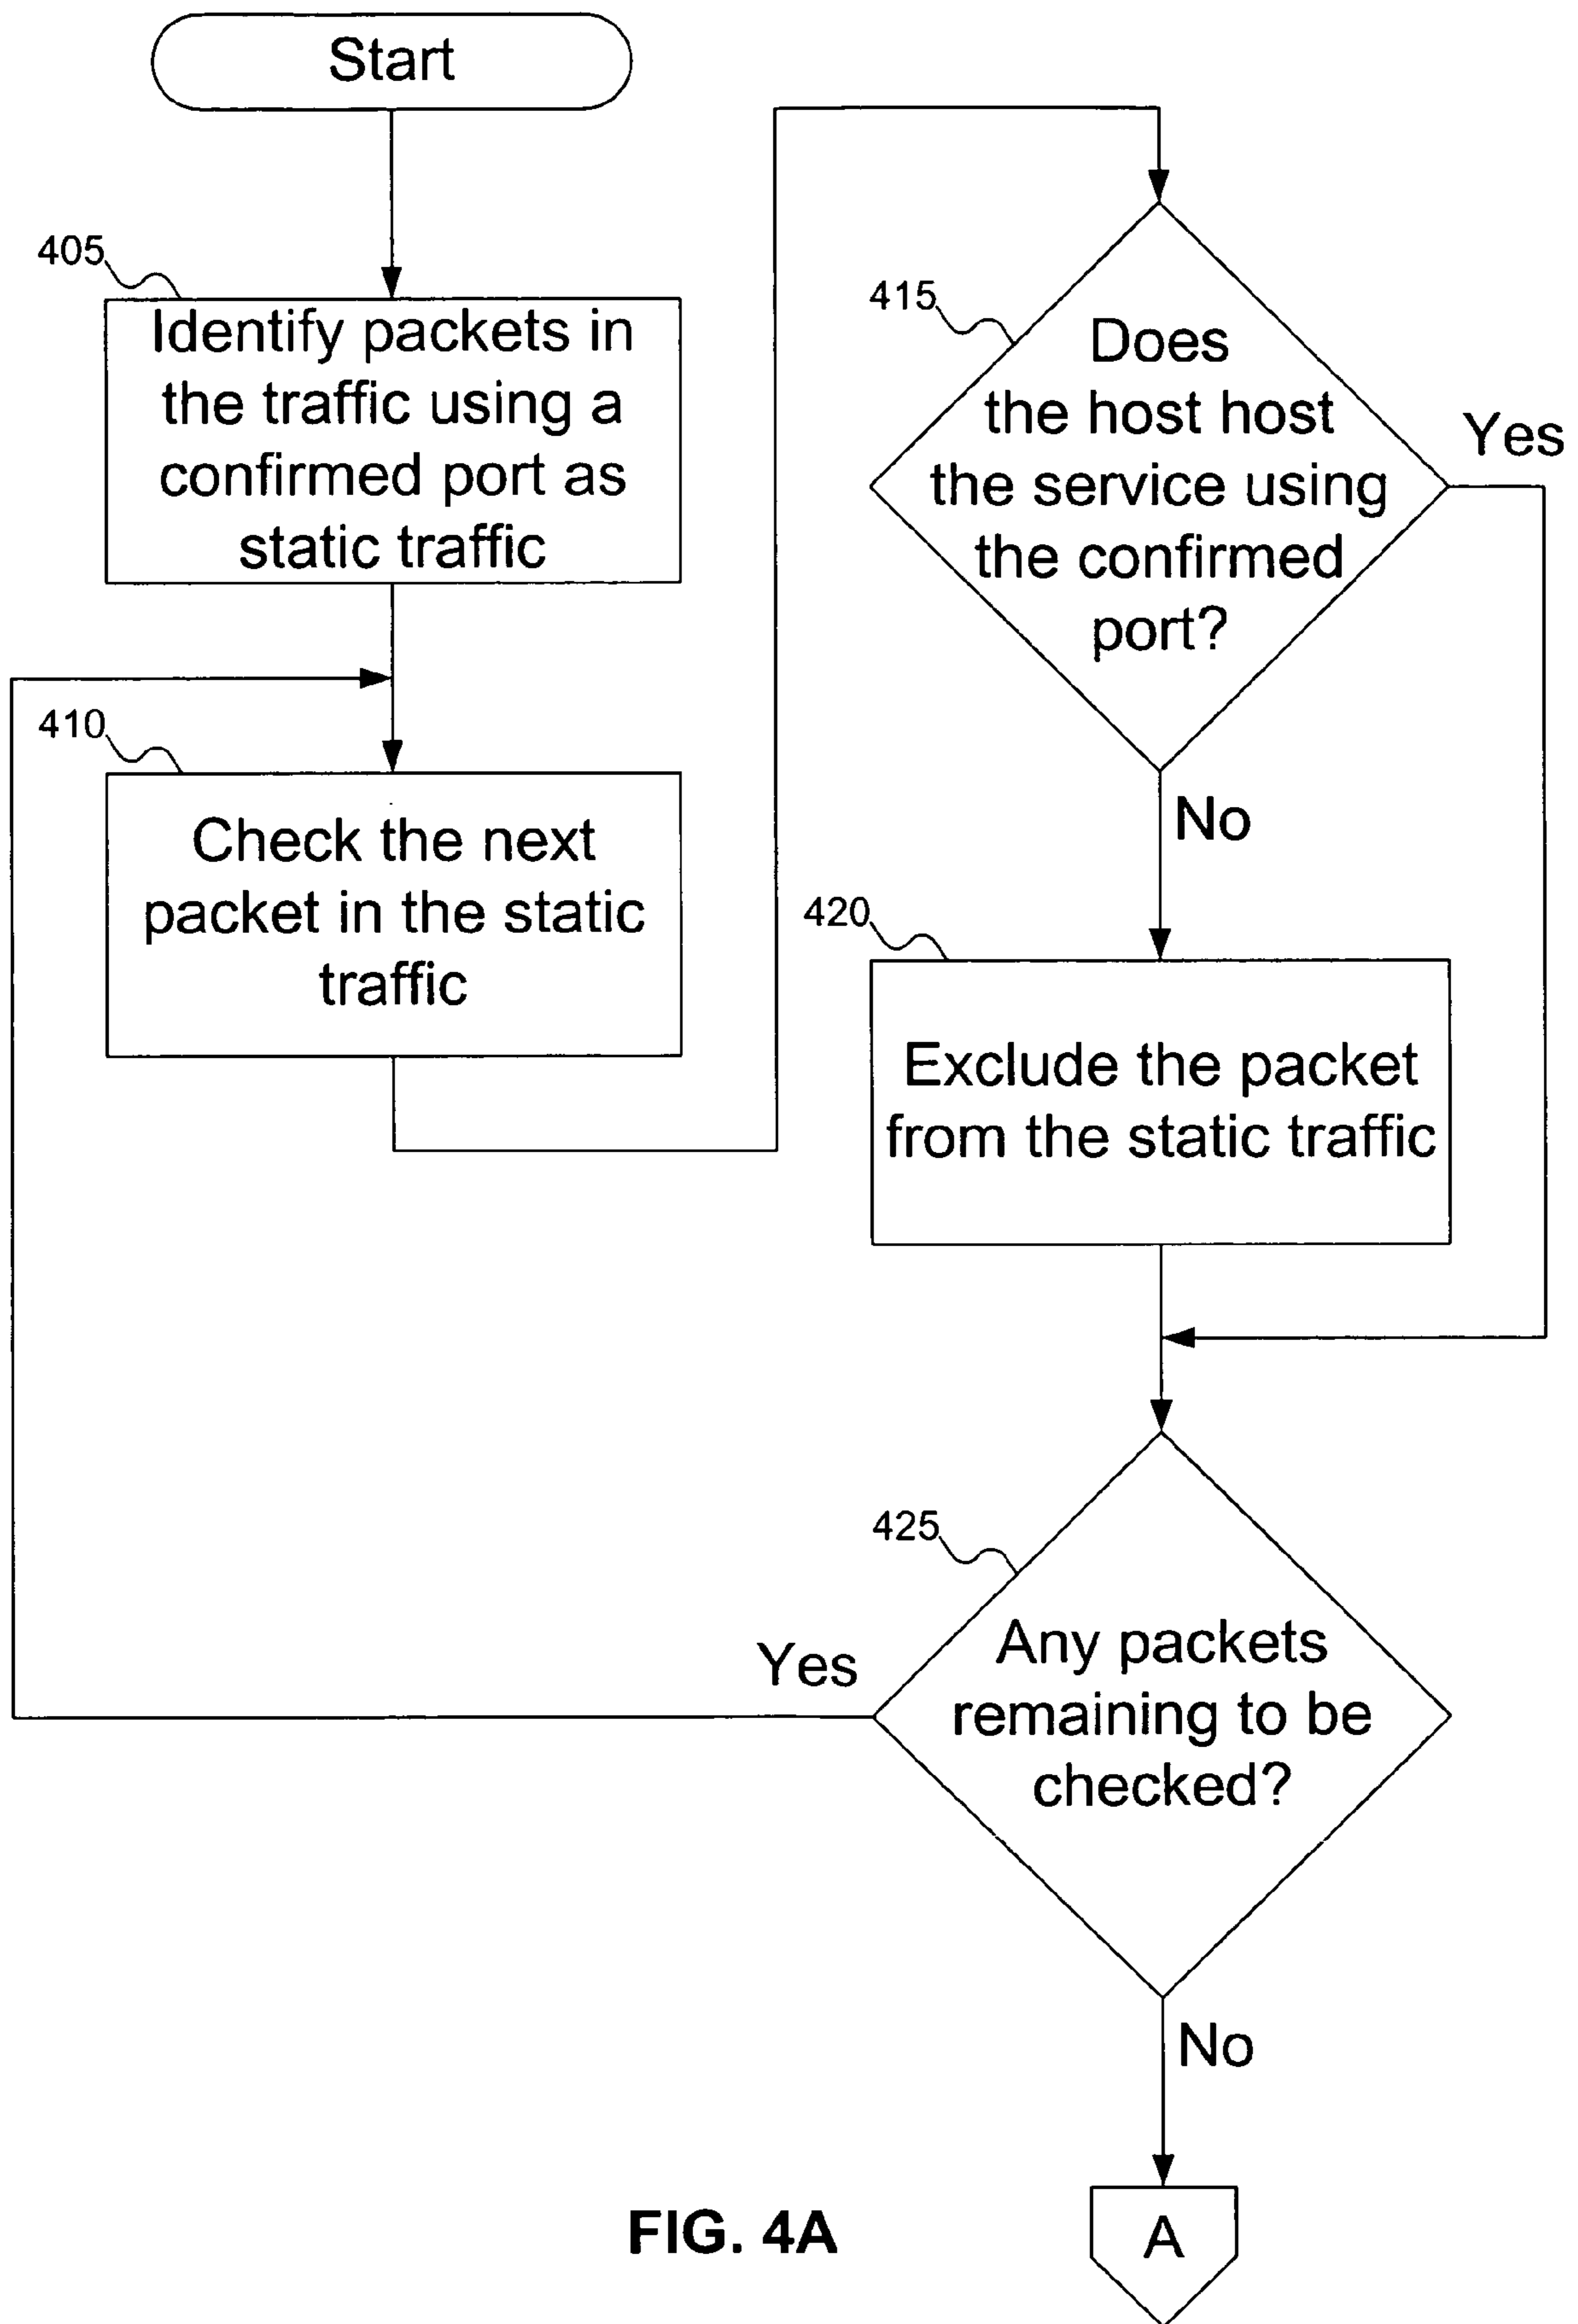 Start
405
Identify packets in
the traffic using a
confirmed port as
static traffic
410
Check the next
packet in the static
traffic
415
Does
the host host
the service using
the confirmed
port?
Yes
No
420
Exclude the packet
from the static traffic
425
Any packets
remaining to be
checked?
Yes
No
A
FIG. 4A